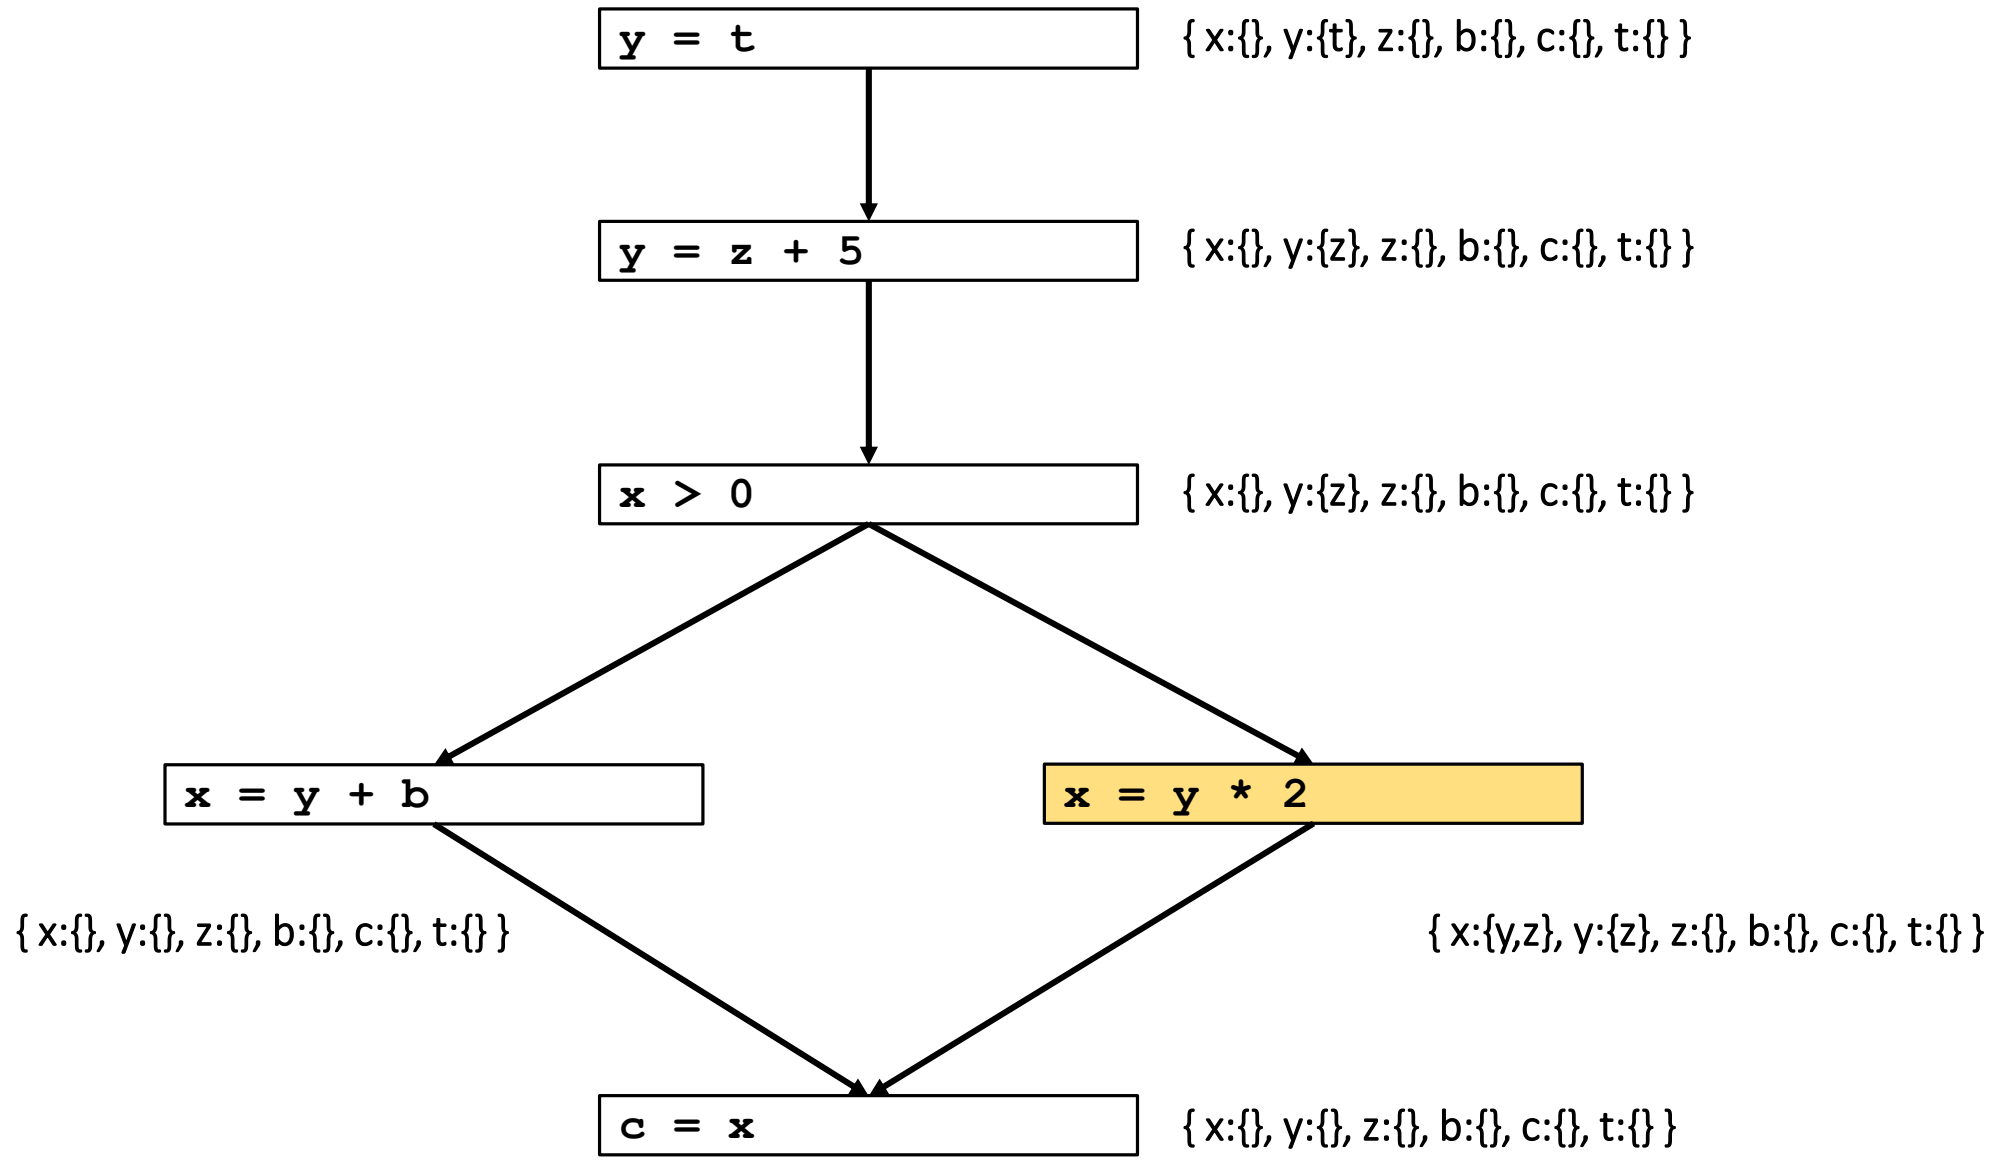 y = t
{ x:{}, y:{t}, z:{}, b:{}, c:{}, t:{} }
y = z + 5
{ x:{}, y:{z}, z:{}, b:{}, c:{}, t:{} }
x > 0
{ x:{}, y:{z}, z:{}, b:{}, c:{}, t:{} }
x = y + b
x = y * 2
{ x:{}, y:{}, z:{}, b:{}, c:{}, t:{} }
{ x:{y,z}, y:{z}, z:{}, b:{}, c:{}, t:{} }
c = x
{ x:{}, y:{}, z:{}, b:{}, c:{}, t:{} }